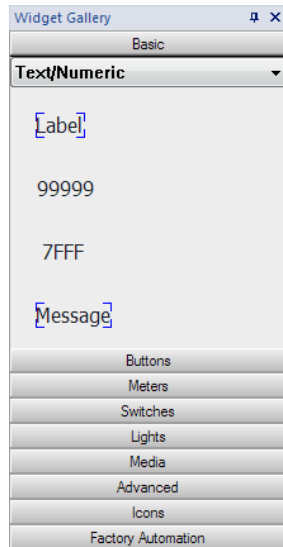 Widget Gallery
Basic
Text/Numeric
Label
99999
7FFF
Message
Buttons
Meters
Switches
Lights
Media
Advanced
Icons
Factory Automation